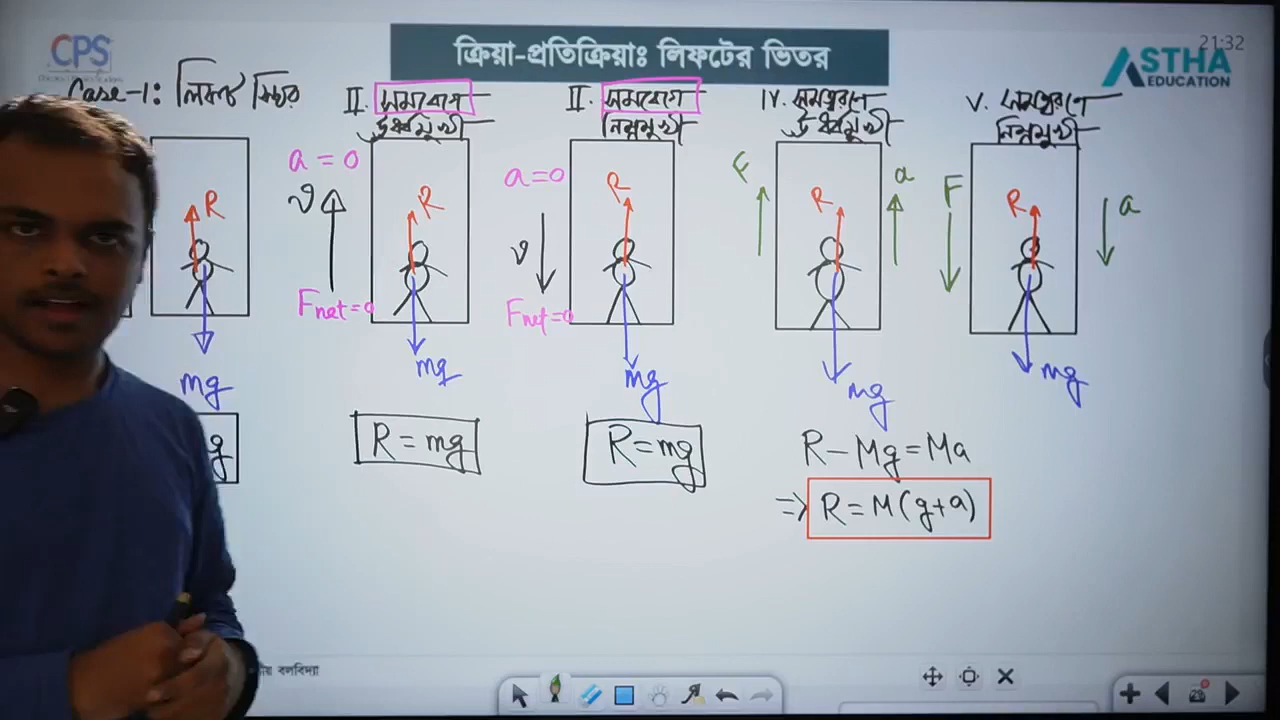 CPS
ক্রিয়া-প্রতিক্রিয়াঃ লিফটের ভিতর
21:32
ASTHA
EDUCATION
Case-1: লিফট স্থির
II. সমবেগে
ঊর্ধ্বমুখী
II. সমবেগে
নিম্নমুখী
IV. সমত্বরণে
ঊর্ধ্বমুখী
V. সমত্বরণে
নিম্নমুখী
R
mg
g
a = 0
v
R
Fnet=0
mg
R = mg
a=0
v
R
Fnet=0
mg
R=mg
F
R
a
mg
R - Mg = Ma
⇒ R = M(g+a)
F
R
a
mg
ীয় বলবিদ্যা